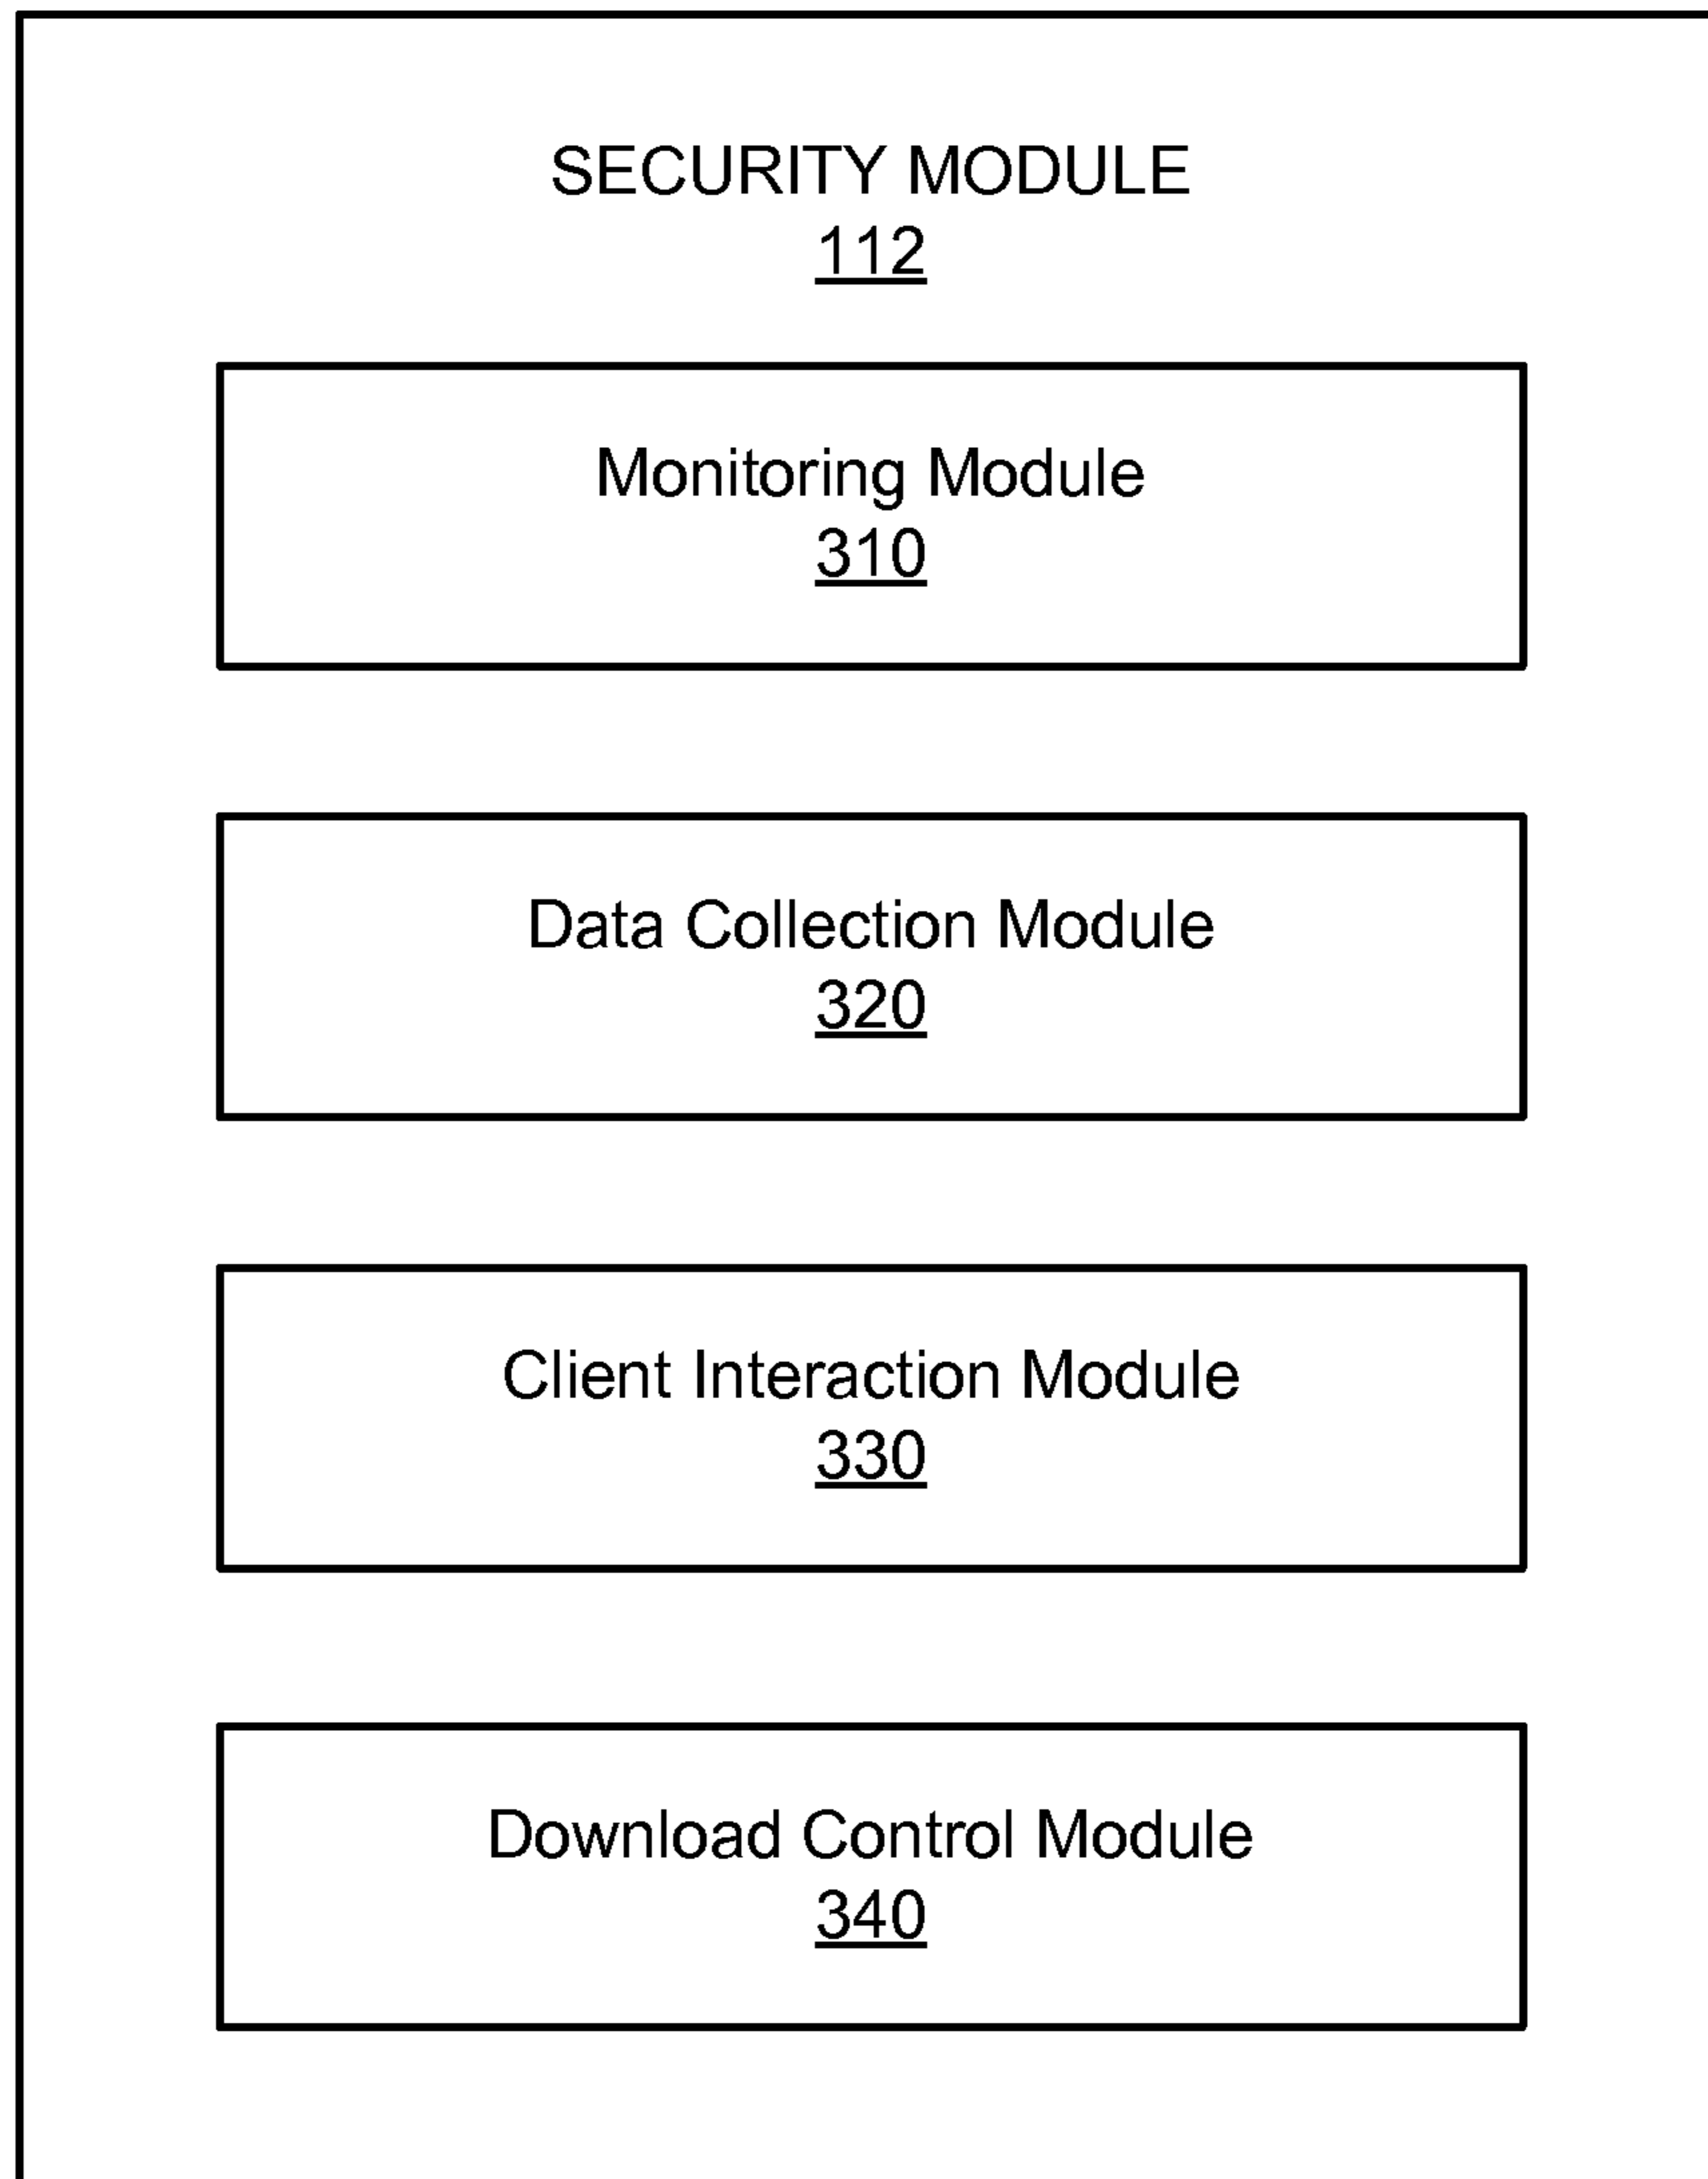 SECURITY MODULE
112
Monitoring Module
310
Data Collection Module
320
Client Interaction Module
330
Download Control Module
340